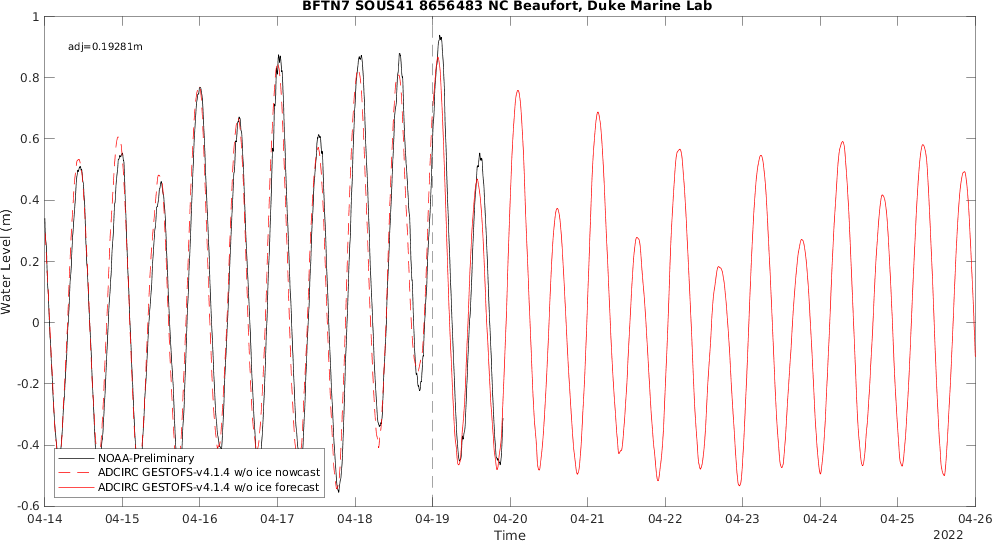 BFTN7 SOUS41 8656483 NC Beaufort, Duke Marine Lab
adj=0.19281m
1
0.8
0.6
0.4
0.2
0
-0.2
-0.4
-0.6
Water Level (m)
NOAA-Preliminary
ADCIRC GESTOFS-v4.1.4 w/o ice nowcast
ADCIRC GESTOFS-v4.1.4 w/o ice forecast
04-14 04-15 04-16 04-17 04-18 04-19 04-20 04-21 04-22 04-23 04-24 04-25 04-26
Time
2022